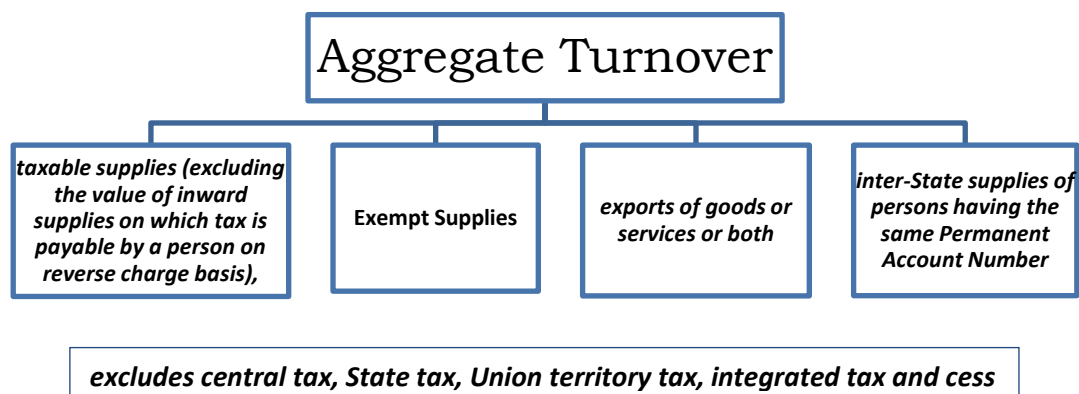 Aggregate Turnover
taxable supplies (excluding
the value of inward
supplies on which tax is
payable by a person on
reverse charge basis),
Exempt Supplies
exports of goods or
services or both
inter-State supplies of
persons having the
same Permanent
Account Number
excludes central tax, State tax, Union territory tax, integrated tax and cess